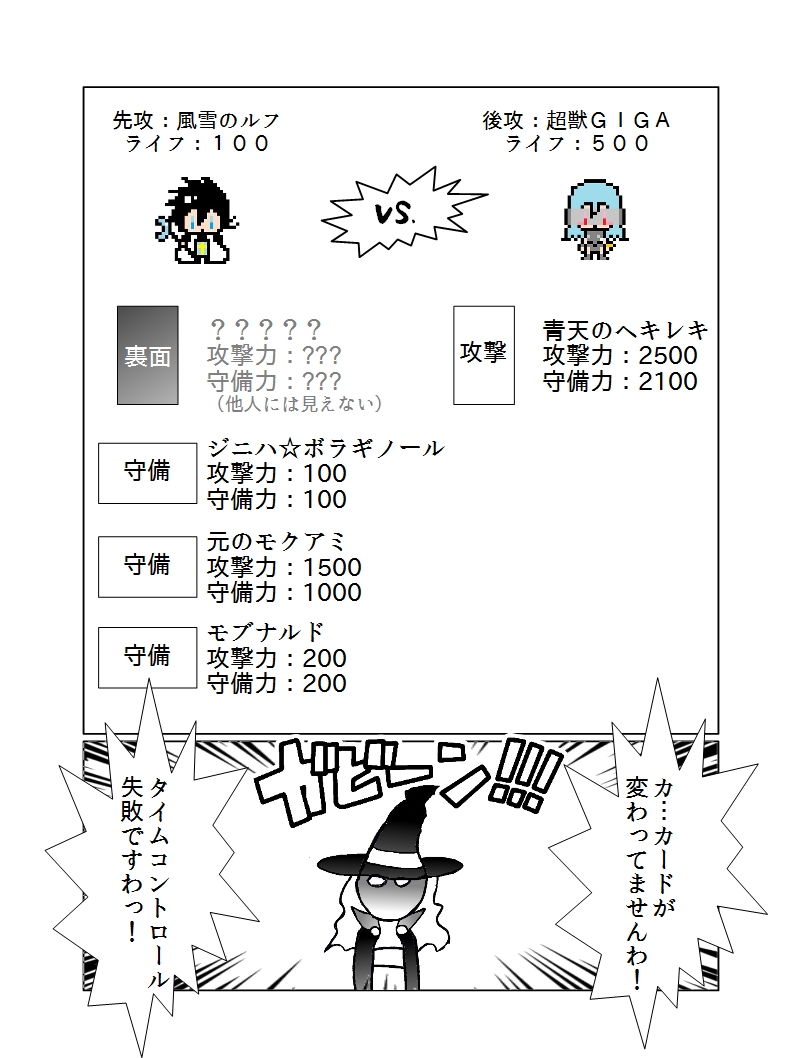 先攻：風雪のルフ
ライフ：１００
後攻：超獣ＧＩＧＡ
ライフ：５００
vs.
裏面
？？？？？
攻撃力：???
守備力：???
（他人には見えない）
攻撃
青天のヘキレキ
攻撃力：2500
守備力：2100
守備
ジニハ☆ボラギノール
攻撃力：100
守備力：100
守備
元のモクアミ
攻撃力：1500
守備力：1000
守備
モブナルド
攻撃力：200
守備力：200
ガビーン!!!
カ…カードが
変わってませんわ！
タイムコントロール
失敗ですわっ！